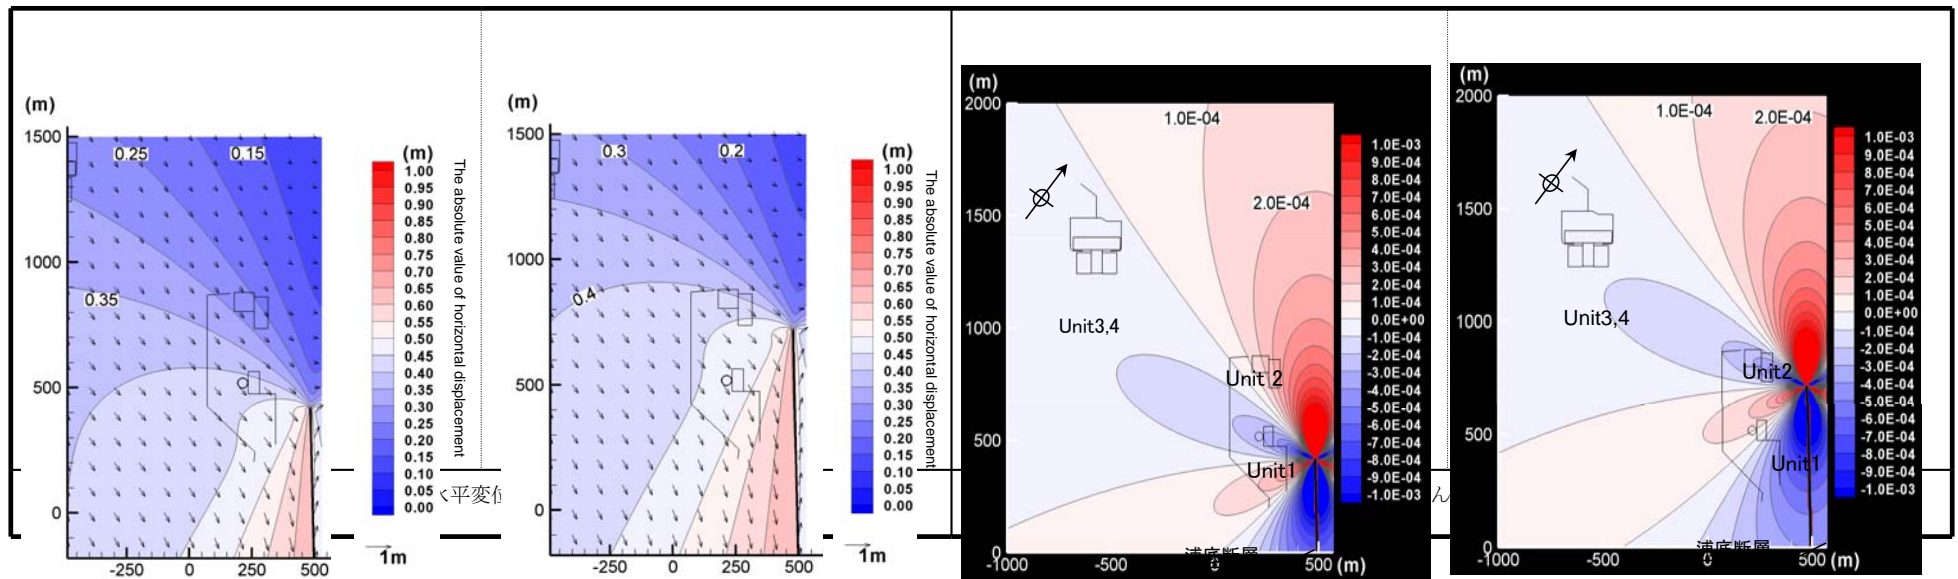 (m)
1500
1000
500
0
-250
0
250
500
0.25
0.15
0.35
(m)
1.00
0.95
0.90
0.85
0.80
0.75
0.70
0.65
0.60
0.55
0.50
0.45
0.40
0.35
0.30
0.25
0.20
0.15
0.10
0.05
0.00
1m
The absolute value of horizontal displacement
平変位
(m)
1500
1000
500
0
-250
0
250
500
0.3
0.2
0.4
(m)
1.00
0.95
0.90
0.85
0.80
0.75
0.70
0.65
0.60
0.55
0.50
0.45
0.40
0.35
0.30
0.25
0.20
0.15
0.10
0.05
0.00
1m
The absolute value of horizontal displacement
(m)
2000
1500
1000
500
0
-1000
-500
0
500 (m)
1.0E-04
2.0E-04
Unit3,4
Unit 2
Unit1
浦底断層
1.0E-03
9.0E-04
8.0E-04
7.0E-04
6.0E-04
5.0E-04
4.0E-04
3.0E-04
2.0E-04
1.0E-04
0.0E+00
-1.0E-04
-2.0E-04
-3.0E-04
-4.0E-04
-5.0E-04
-6.0E-04
-7.0E-04
-8.0E-04
-9.0E-04
-1.0E-03
ん
(m)
2000
1500
1000
500
0
-1000
-500
0
500 (m)
1.0E-04
2.0E-04
Unit3,4
Unit2
Unit1
浦底断層
1.0E-03
9.0E-04
8.0E-04
7.0E-04
6.0E-04
5.0E-04
4.0E-04
3.0E-04
2.0E-04
1.0E-04
0.0E+00
-1.0E-04
-2.0E-04
-3.0E-04
-4.0E-04
-5.0E-04
-6.0E-04
-7.0E-04
-8.0E-04
-9.0E-04
-1.0E-03